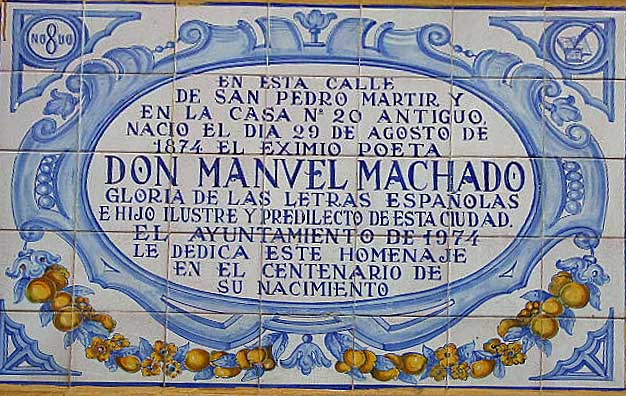 NO8DO
EN ESTA CALLE
DE SAN PEDRO MARTIR Y
EN LA CASA Nº 20 ANTIGUO,
NACIO EL DIA 29 DE AGOSTO DE
1874 EL EXIMIO POETA
DON MANVEL MACHADO
GLORIA DE LAS LETRAS ESPAÑOLAS
E HIJO ILUSTRE Y PREDILECTO DE ESTA CIUDAD.
EL AYUNTAMIENTO DE 1974
LE DEDICA ESTE HOMENAJE
EN EL CENTENARIO DE
SU NACIMIENTO